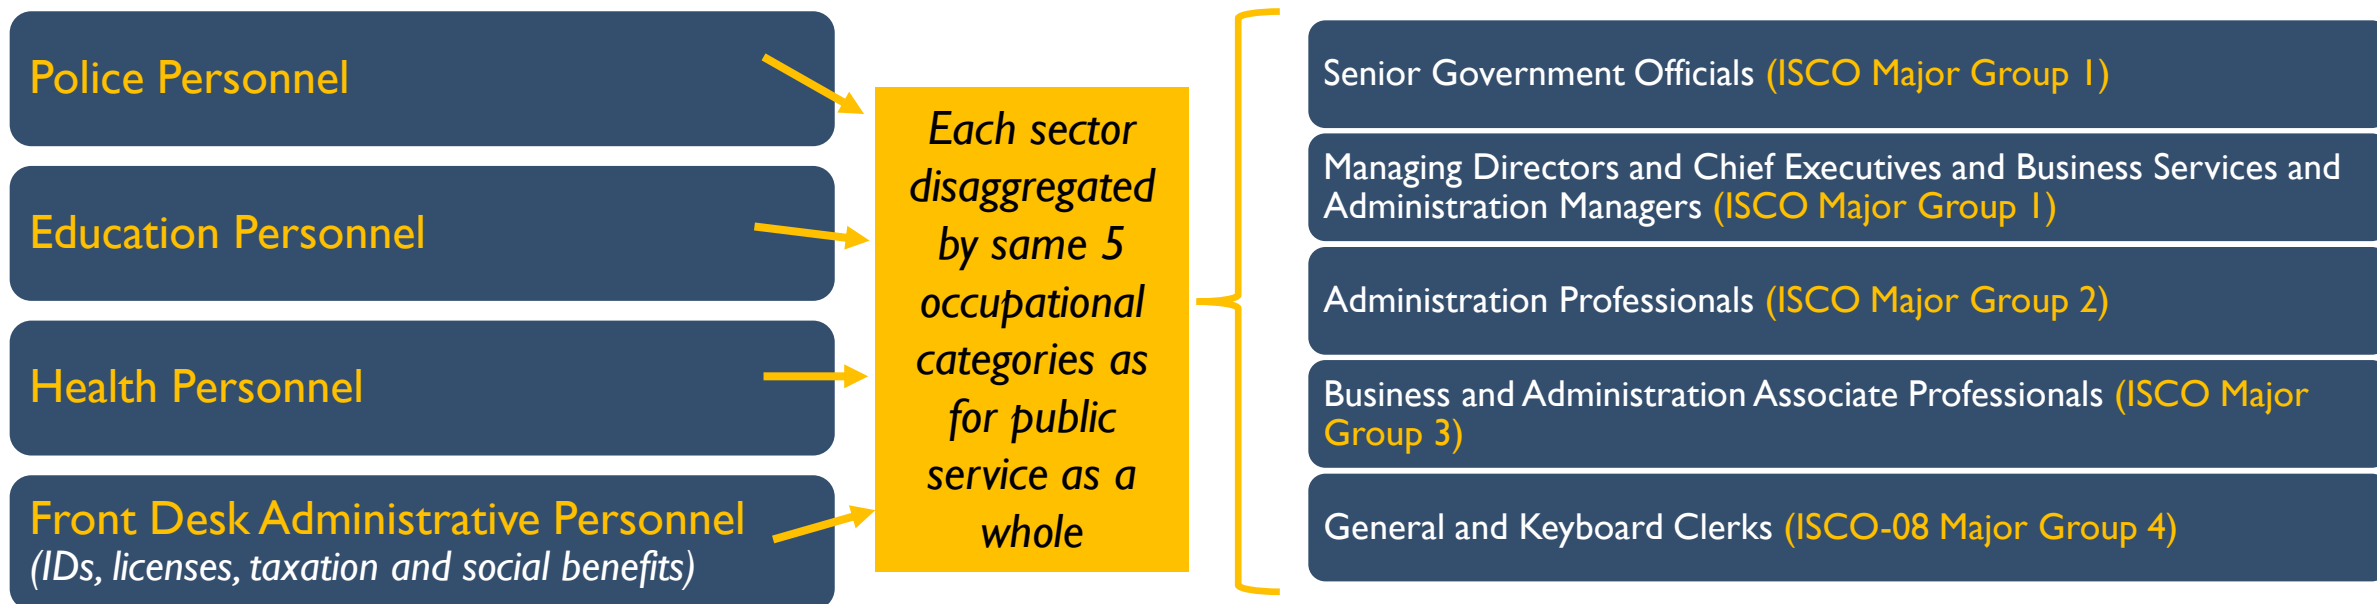 Police Personnel
Education Personnel
Health Personnel
Front Desk Administrative Personnel
(IDs, licenses, taxation and social benefits)
Each sector
disaggregated
by same 5
occupational
categories as
for public
service as a
whole
Senior Government Officials (ISCO Major Group 1)
Managing Directors and Chief Executives and Business Services and
Administration Managers (ISCO Major Group 1)
Administration Professionals (ISCO Major Group 2)
Business and Administration Associate Professionals (ISCO Major
Group 3)
General and Keyboard Clerks (ISCO-08 Major Group 4)